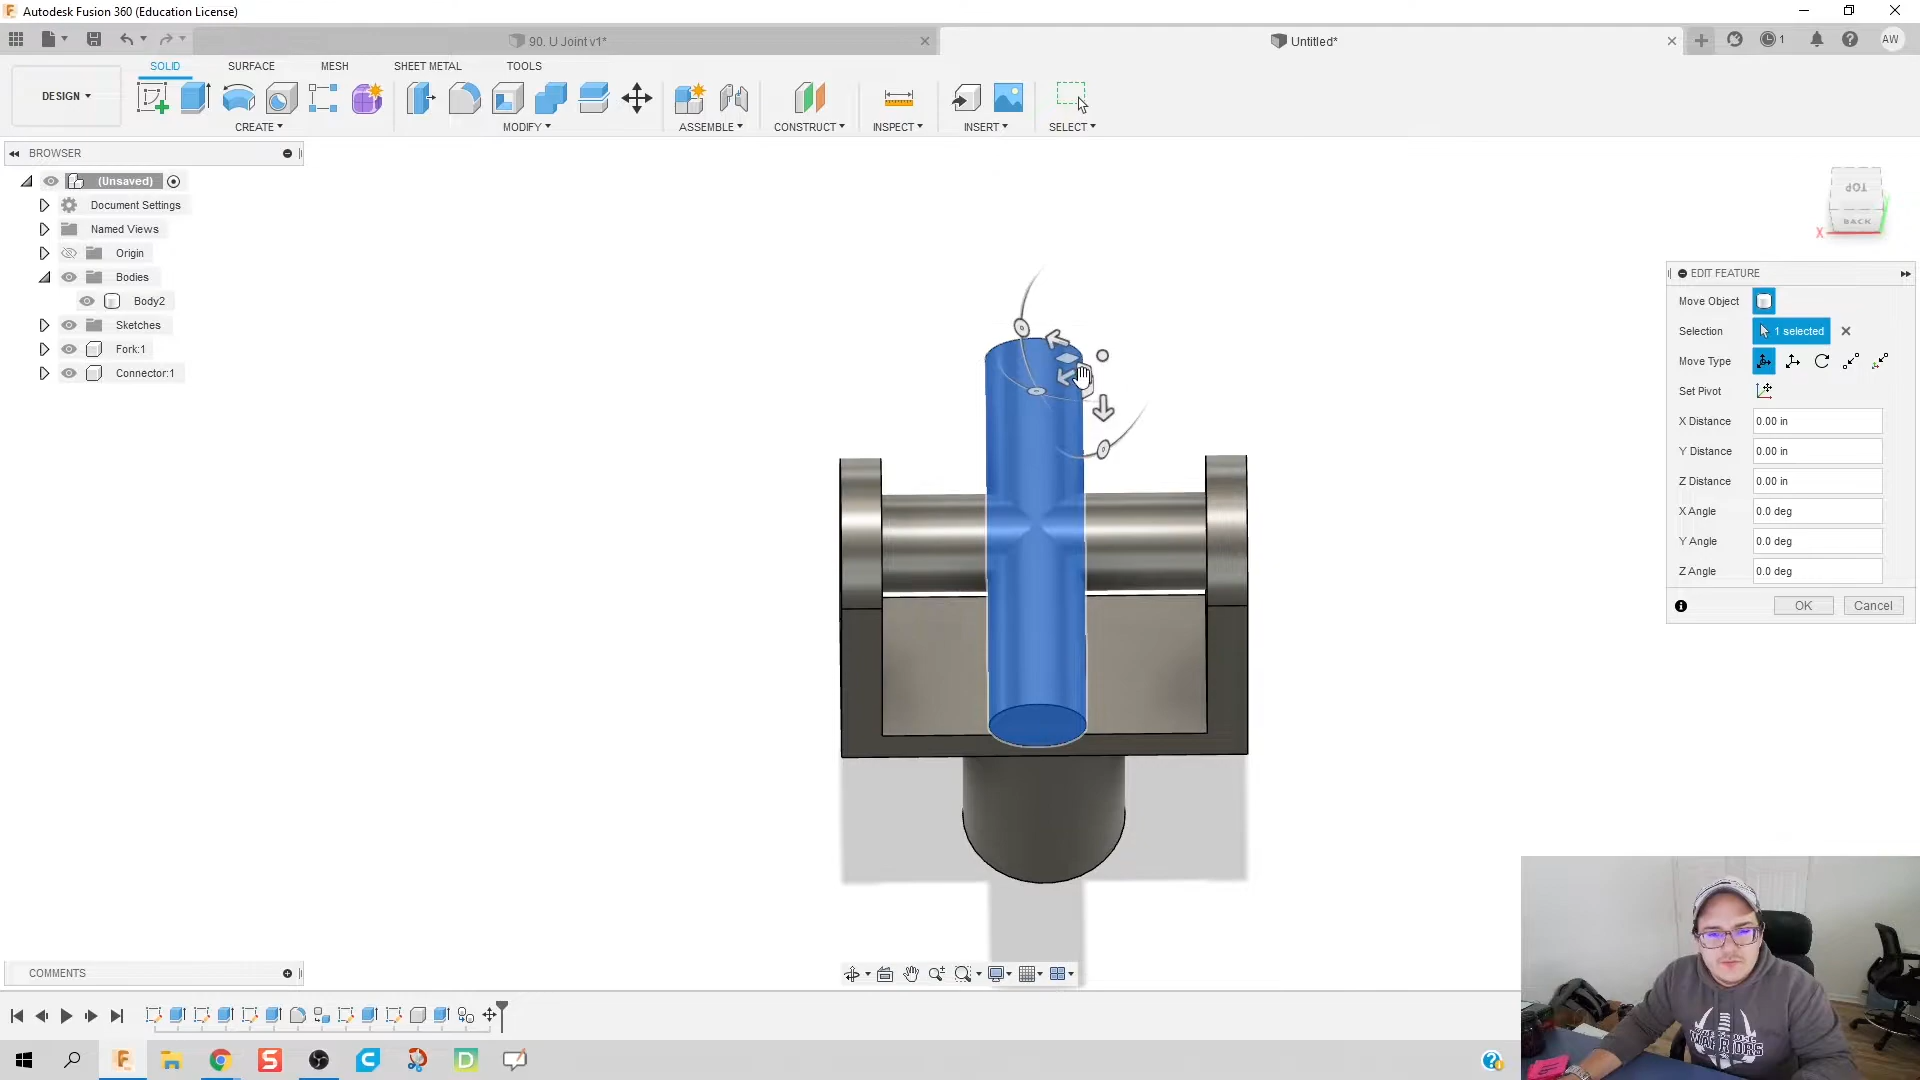 Autodesk Fusion 360 (Education License)
90. U Joint v1*
Untitled*
1
AW
DESIGN
SOLID
SURFACE
MESH
SHEET METAL
TOOLS
CREATE
MODIFY
ASSEMBLE
CONSTRUCT
INSPECT
INSERT
SELECT
BROWSER
(Unsaved)
Document Settings
Named Views
Origin
Bodies
Body2
Sketches
Fork:1
Connector:1
TOP
BACK
X
EDIT FEATURE
Move Object
Selection
1 selected
Move Type
Set Pivot
X Distance
0.00 in
Y Distance
0.00 in
Z Distance
0.00 in
X Angle
0.0 deg
Y Angle
0.0 deg
Z Angle
0.0 deg
OK
Cancel
COMMENTS
WARRIORS